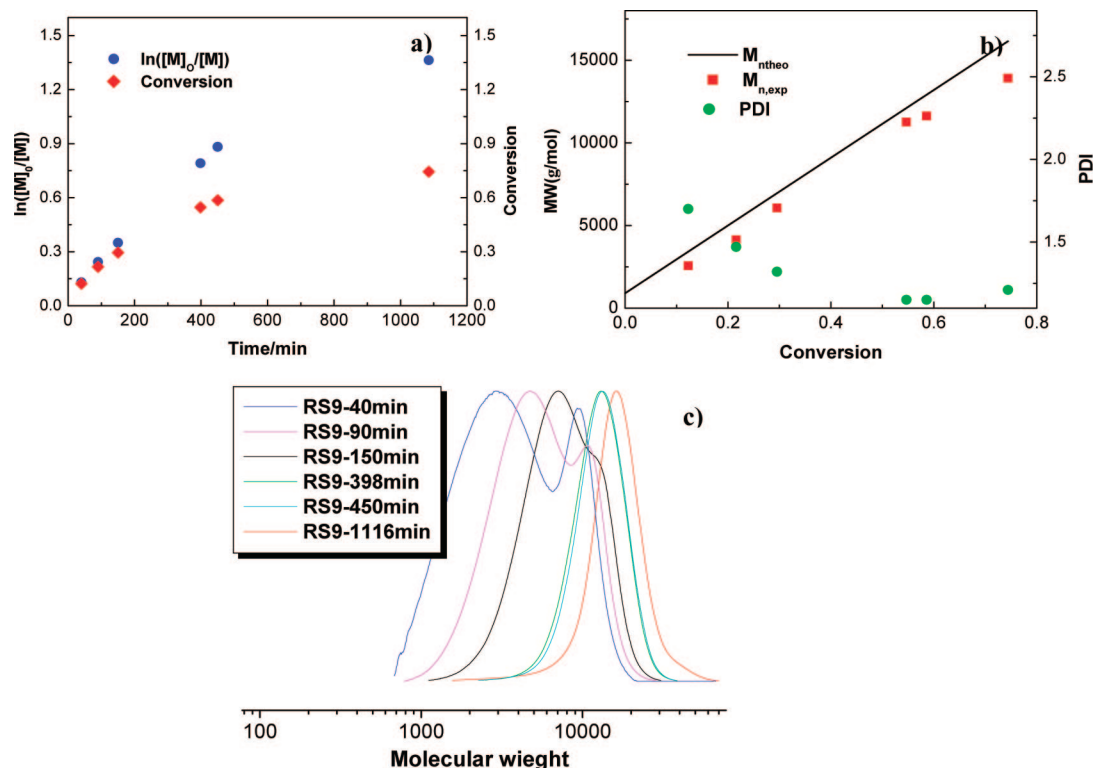 a)
ln([M]₀/[M])
Conversion
ln([M]₀/[M])
1.5
1.2
0.9
0.6
0.3
0.0
1.5
1.2
0.9
0.6
0.3
0.0
Conversion
0 200 400 600 800 1000 1200
Time/min
b)
Mntheo
Mn,exp
PDI
MW(g/mol)
15000
10000
5000
0
2.5
2.0
1.5
PDI
0.0 0.2 0.4 0.6 0.8
Conversion
c)
RS9-40min
RS9-90min
RS9-150min
RS9-398min
RS9-450min
RS9-1116min
100 1000 10000
Molecular wieght